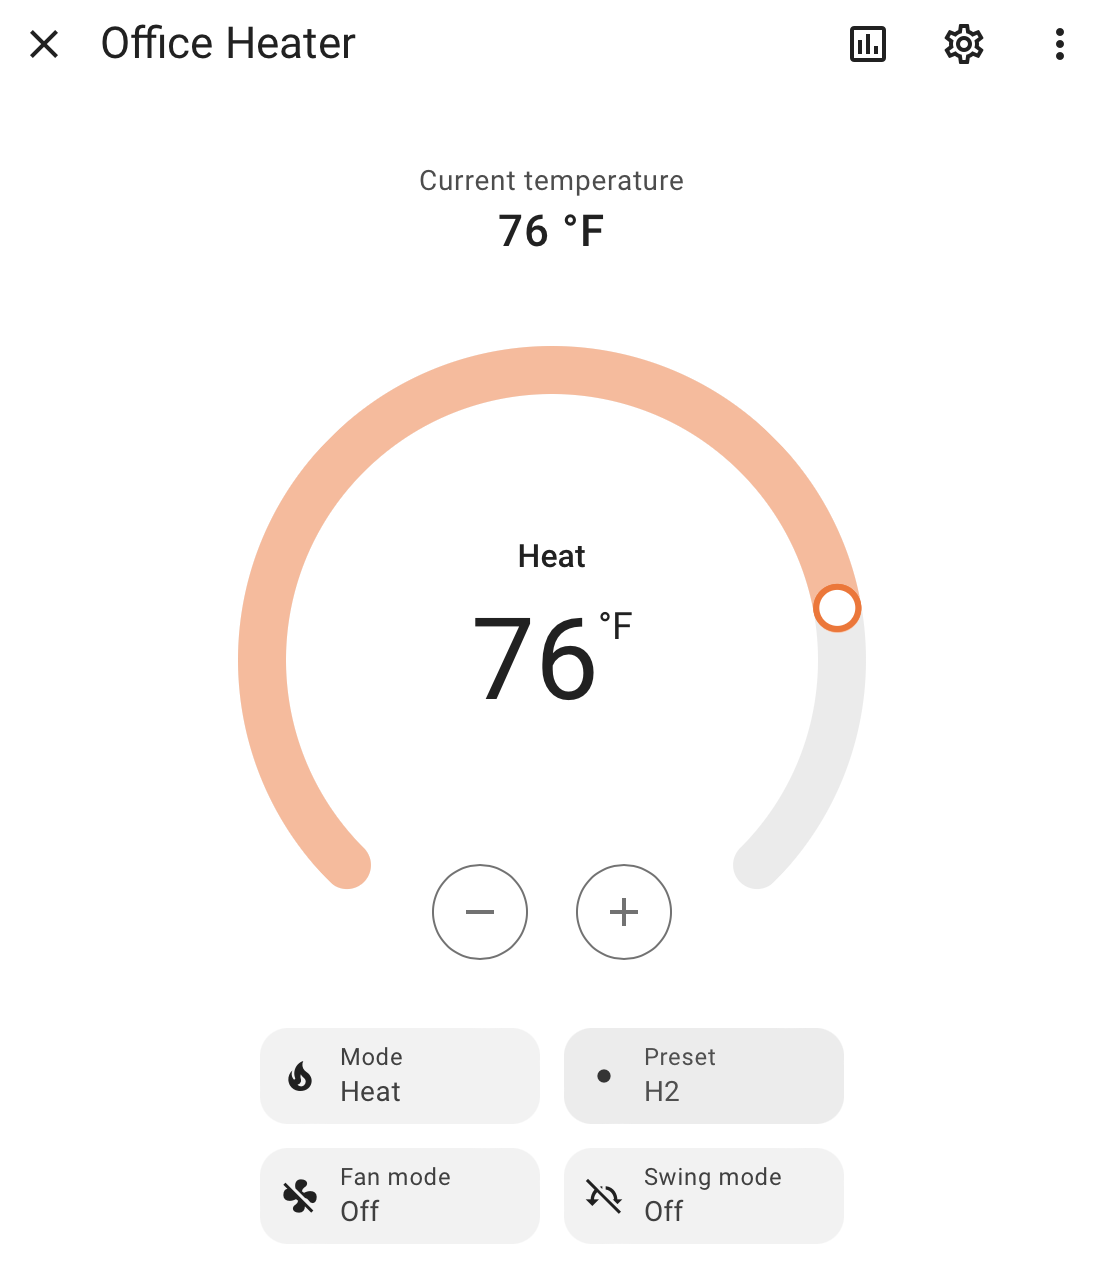 Office Heater
Current temperature
76 °F
Heat
76 °F
Mode
Heat
Preset
H2
Fan mode
Off
Swing mode
Off